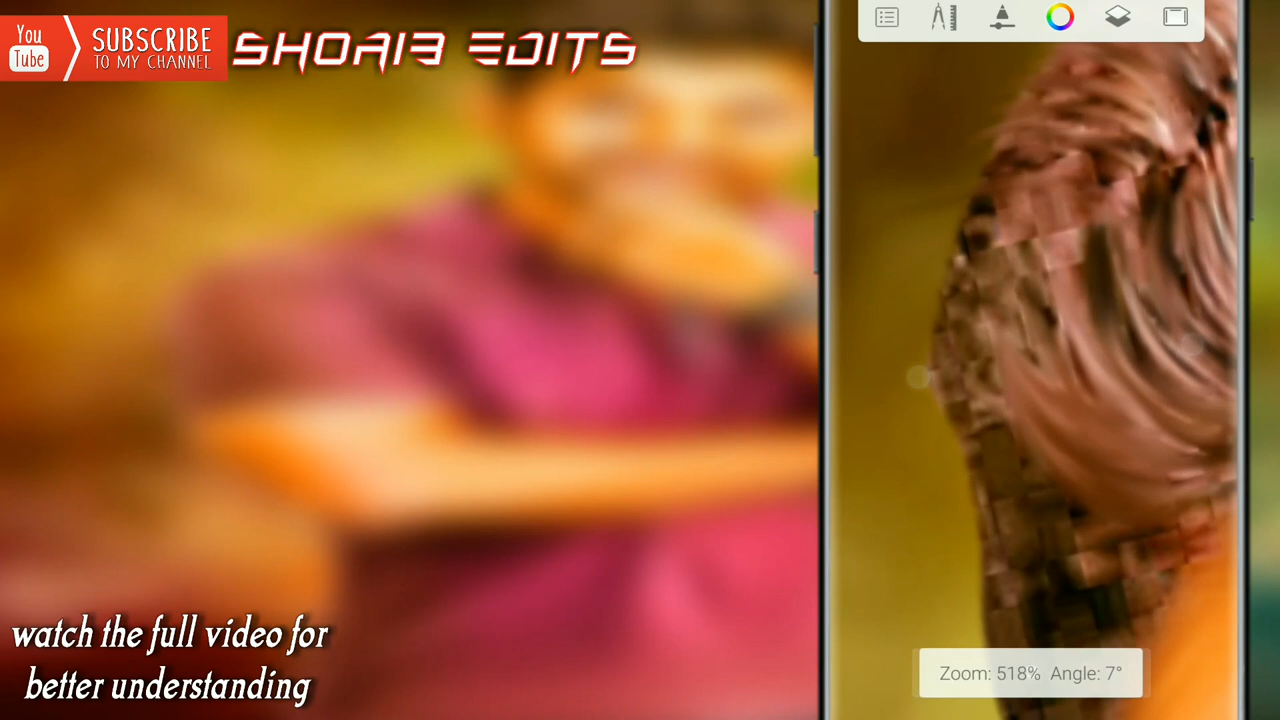 You
Tube
SUBSCRIBE
TO MY CHANNEL
SHOAIB EDITS
watch the full video for
better understanding
Zoom: 518% Angle: 7°